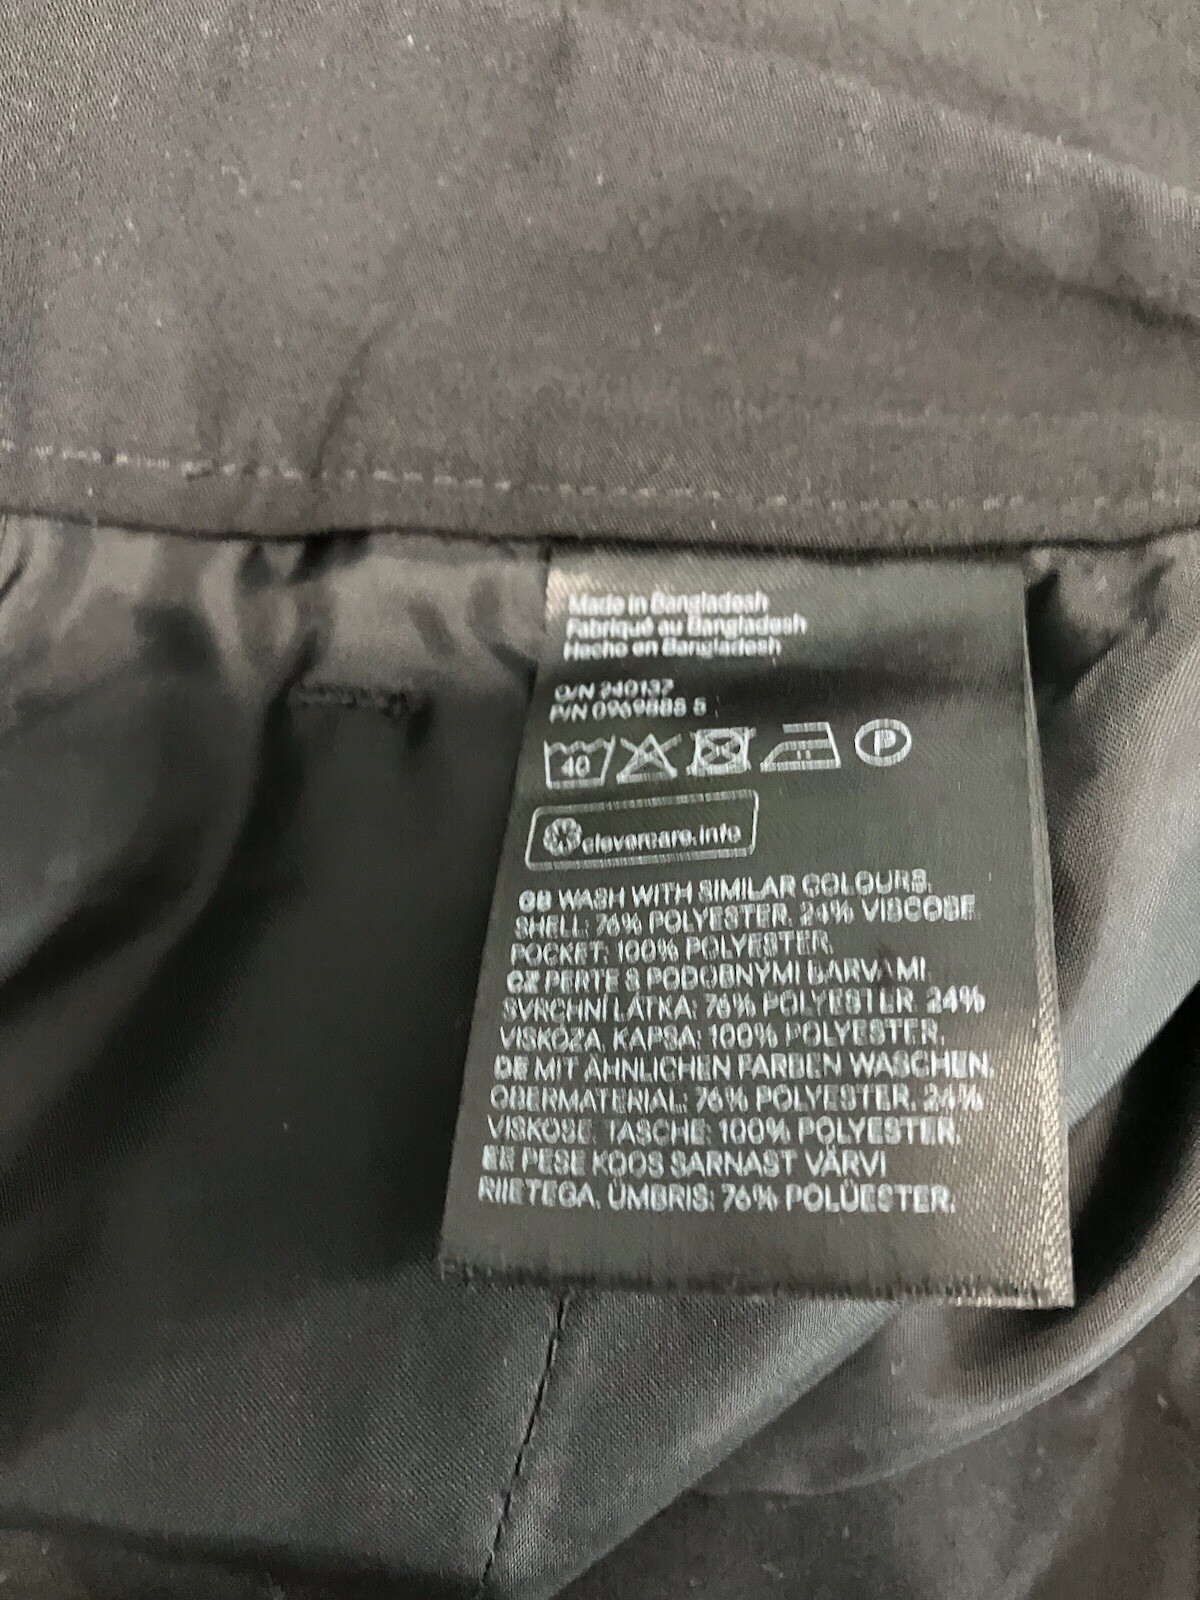 Made in Bangladesh
Fabriqué au Bangladesh
Hecho en Bangladesh
O/N 240137
P/N 0969888 5
40
P
clevercare.info
GB WASH WITH SIMILAR COLOURS.
SHELL: 76% POLYESTER, 24% VISCOSE.
POCKET: 100% POLYESTER.
CZ PERTE S PODOBNÝMI BARVAMI.
SVRCHNÍ LÁTKA: 76% POLYESTER, 24%
VISKÓZA. KAPSA: 100% POLYESTER.
DE MIT ÄHNLICHEN FARBEN WASCHEN.
OBERMATERIAL: 76% POLYESTER, 24%
VISKOSE. TASCHE: 100% POLYESTER.
EE PESE KOOS SARNAST VÄRVI
RIIETEGA. ÜMBRIS: 76% POLÜESTER,